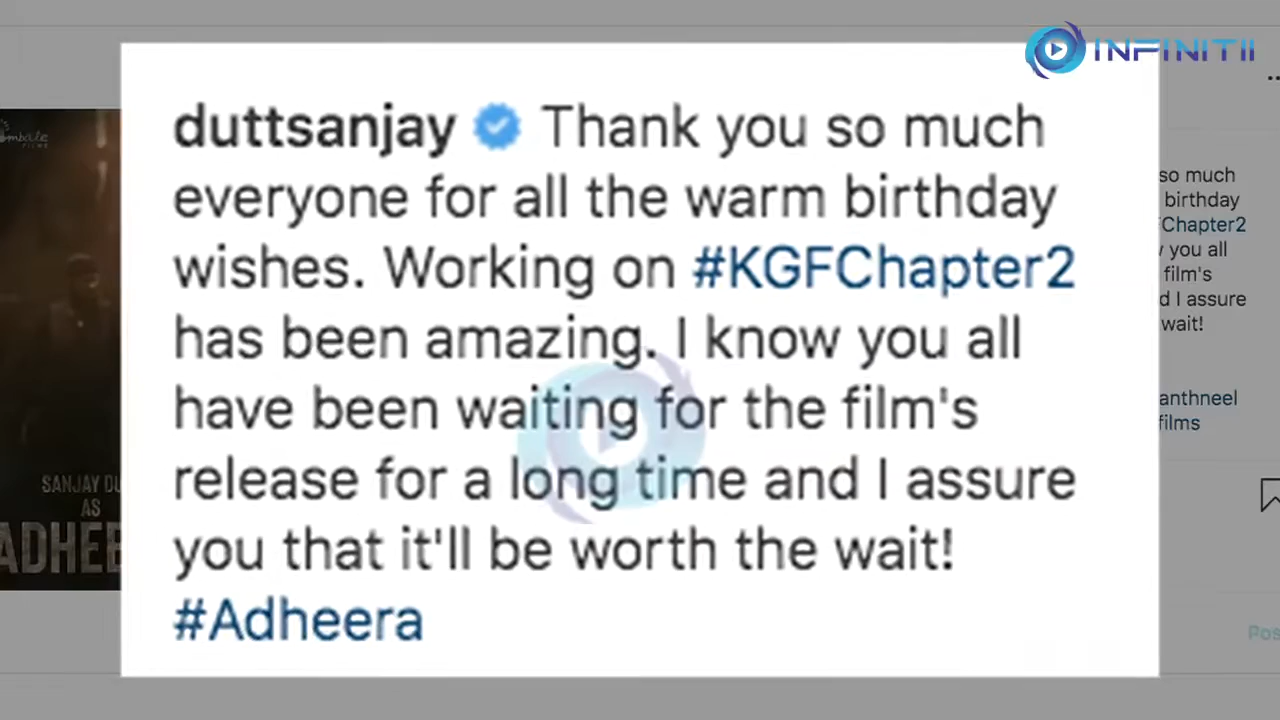 INFINITII
duttsanjay Thank you so much
everyone for all the warm birthday
wishes. Working on #KGFChapter2
has been amazing. I know you all
have been waiting for the film's
release for a long time and I assure
you that it'll be worth the wait!
#Adheera
SANJAY DU
AS
ADHEE
so much
birthday
Chapter2
you all
film's
d I assure
wait!
anthneel
films
Pos